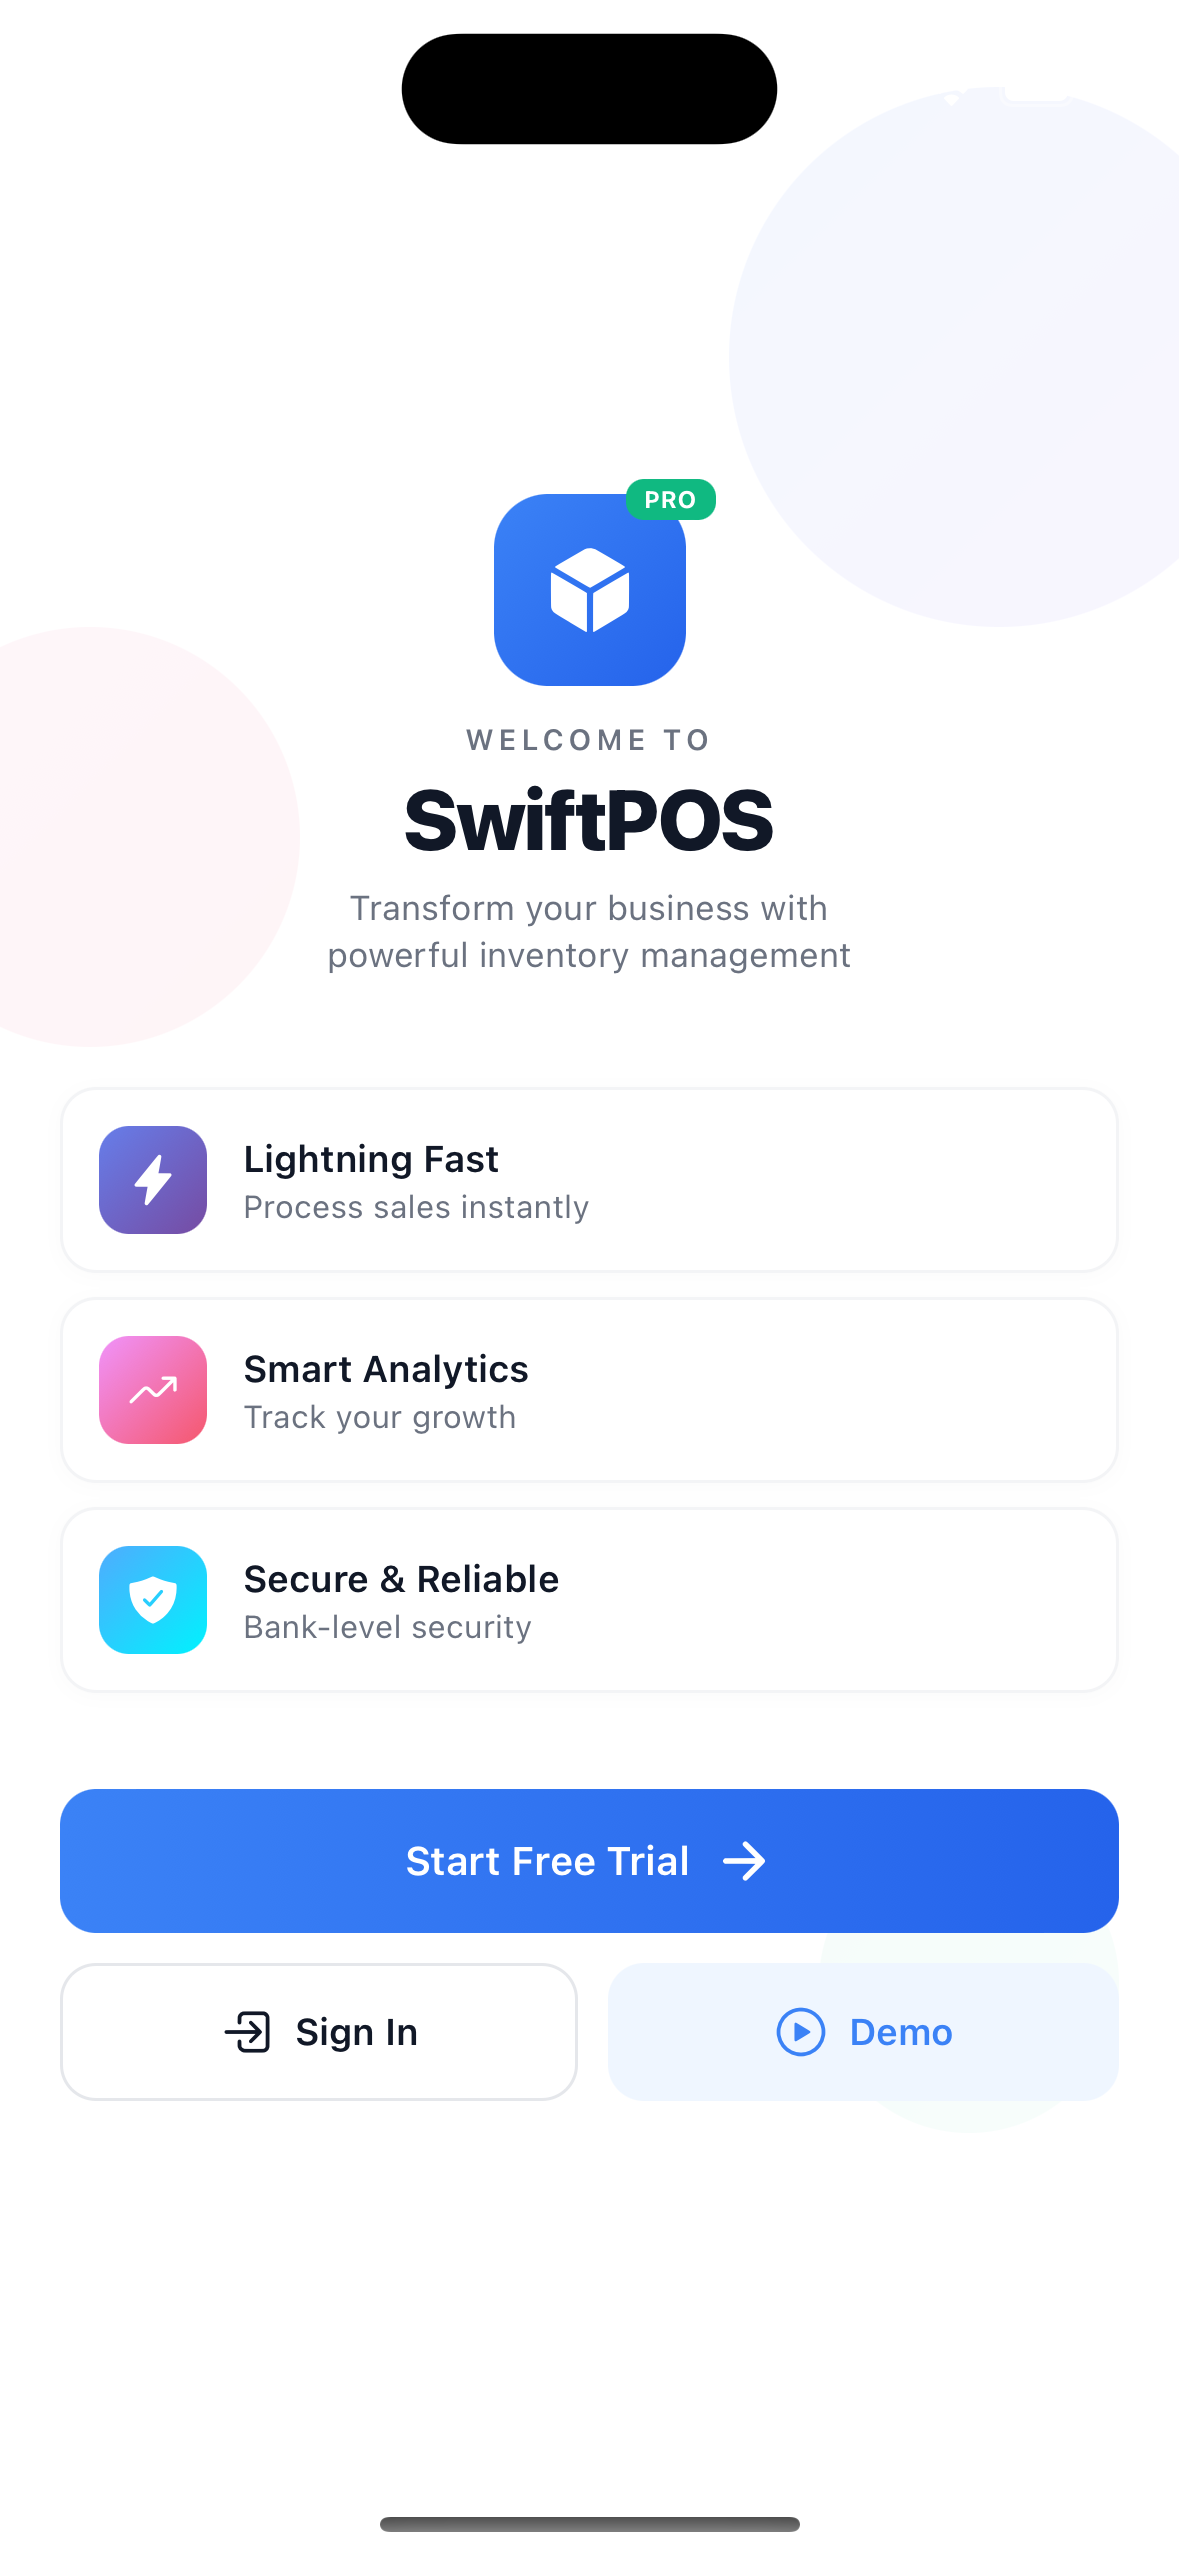 PRO
WELCOME TO
SwiftPOS
Transform your business with
powerful inventory management
Lightning Fast
Process sales instantly
Smart Analytics
Track your growth
Secure & Reliable
Bank-level security
Start Free Trial
Sign In
Demo